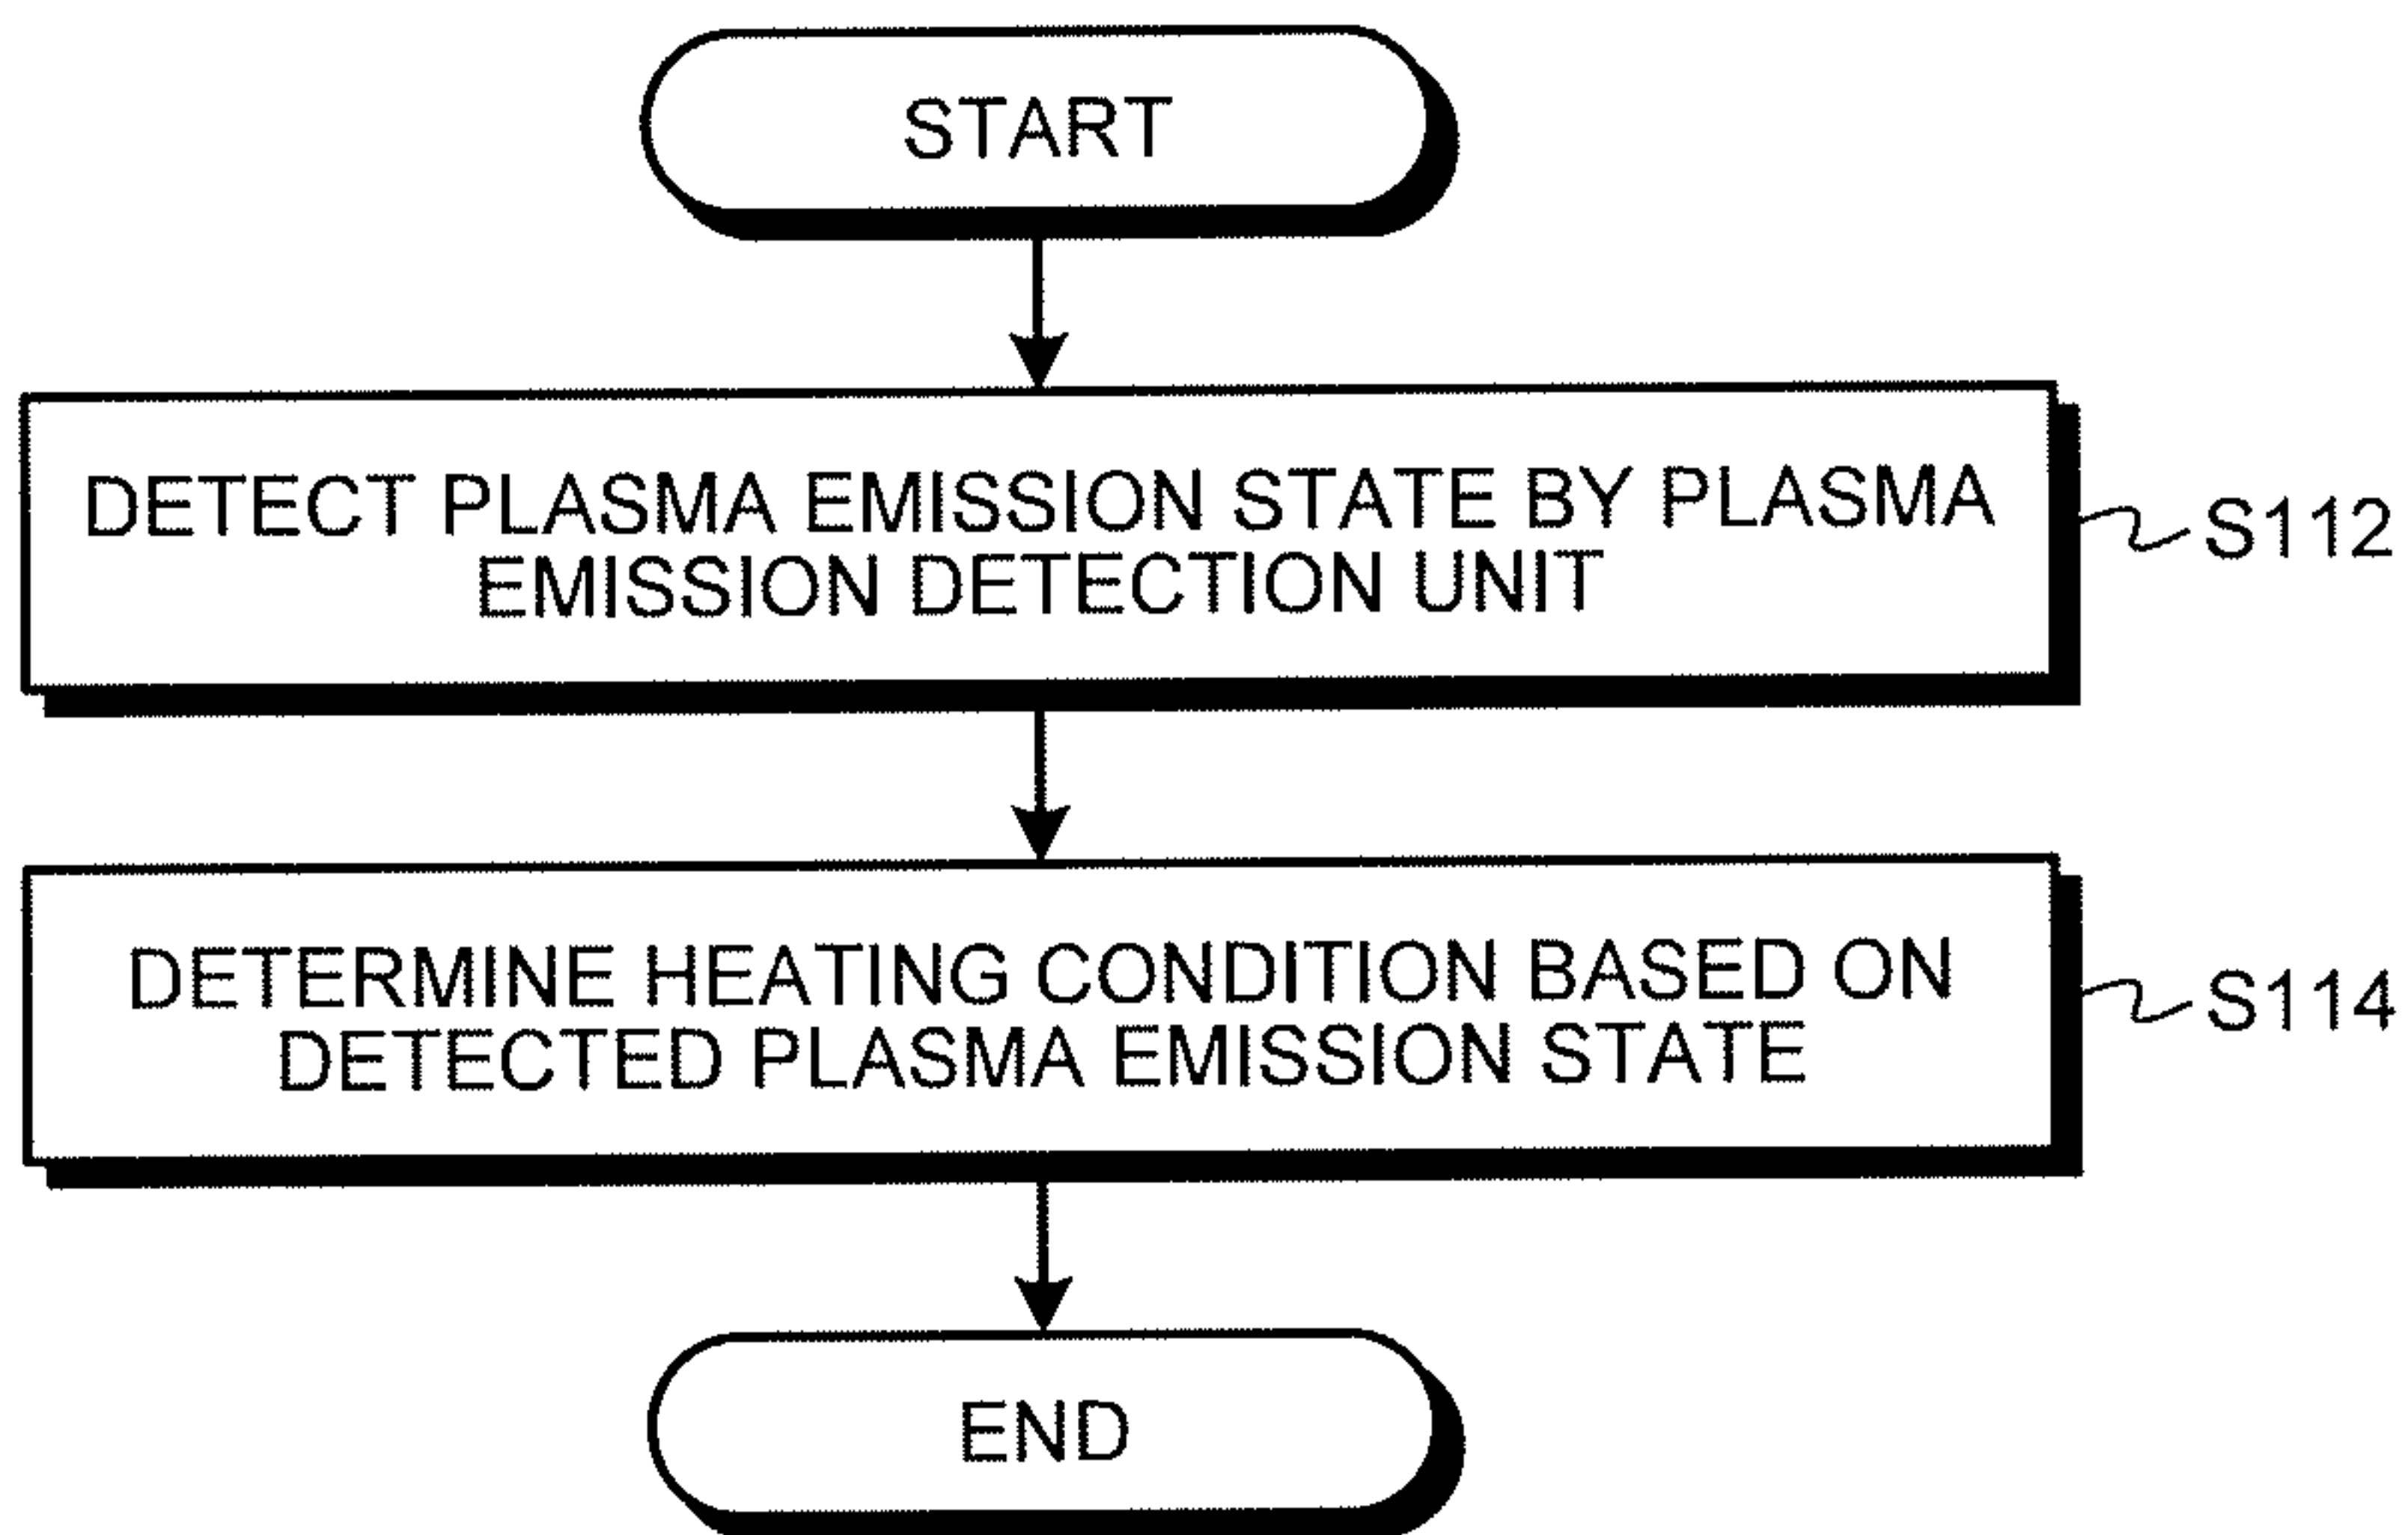 START
DETECT PLASMA EMISSION STATE BY PLASMA
EMISSION DETECTION UNIT
S112
DETERMINE HEATING CONDITION BASED ON
DETECTED PLASMA EMISSION STATE
S114
END